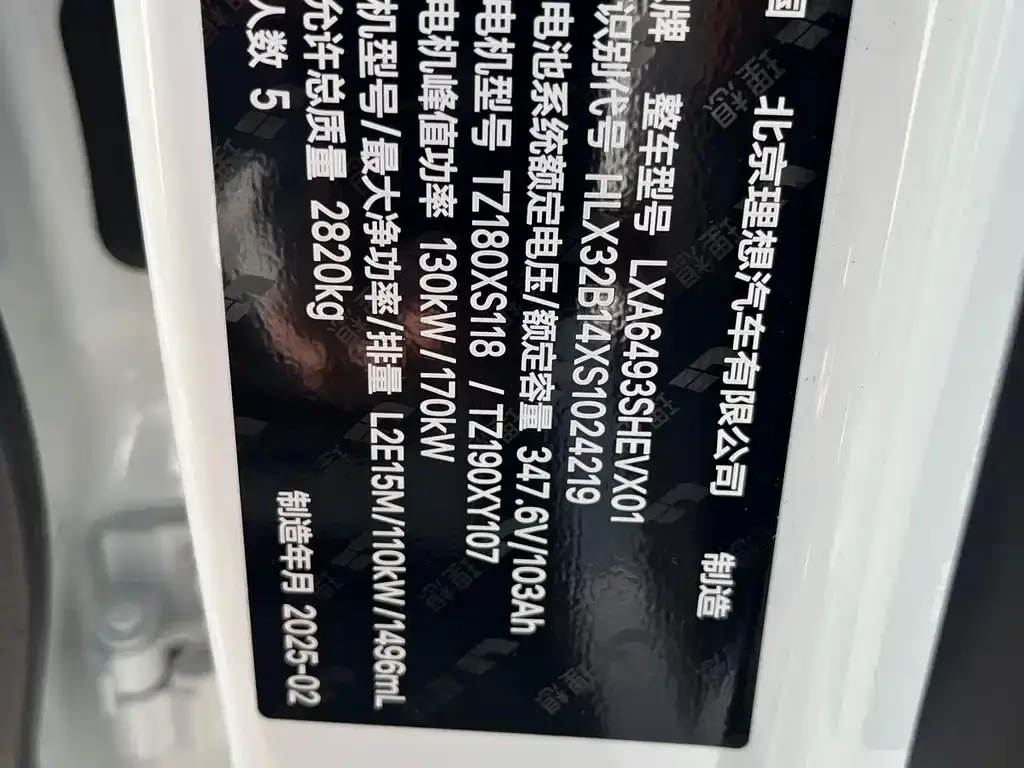 国 北京理想汽车有限公司 制造
牌 整车型号 LXA6493SHEVX01
识别代号 HLX32B14XS1024219
电池系统额定电压/额定容量 347.6V/103Ah
电机型号 TZ180XS118 /TZ190XY107
电机峰值功率 130kW/170kW
机型号/最大净功率/排量 L2E15M/110kW/1496mL
允许总质量 2820kg
人数 5 制造年月 2025-02